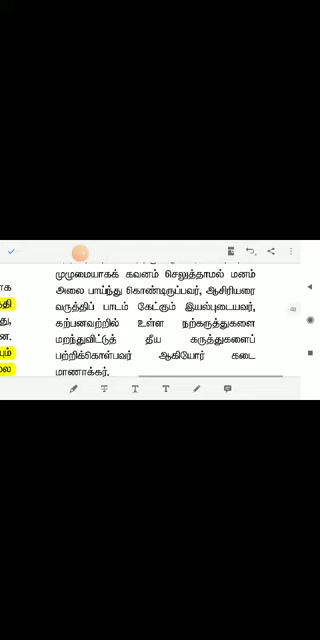 முழுமையாகக் கவனம் செலுத்தாமல் மனம்
அலை பாய்ந்து கொண்டிருப்பவர், ஆசிரியரை
வருத்திப் பாடம் கேட்கும் இயல்புடையவர்,
கற்பனவற்றில் உள்ள நற்கருத்துகளை
மறந்துவிட்டுத் தீய கருத்துகளைப்
பற்றிக்கொள்பவர் ஆகியோர் கடை
மாணாக்கர்.